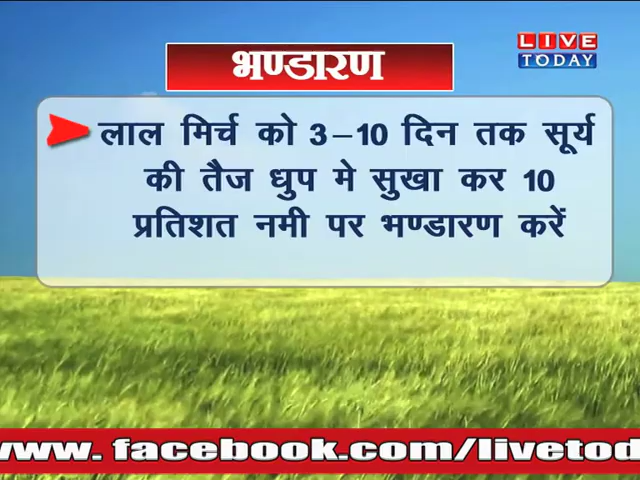 भण्डारण
LIVE
TODAY
लाल मिर्च को 3–10 दिन तक सूर्य
की तैज धुप मे सुखा कर 10
प्रतिशत नमी पर भण्डारण करें
www. facebook.com/livetod